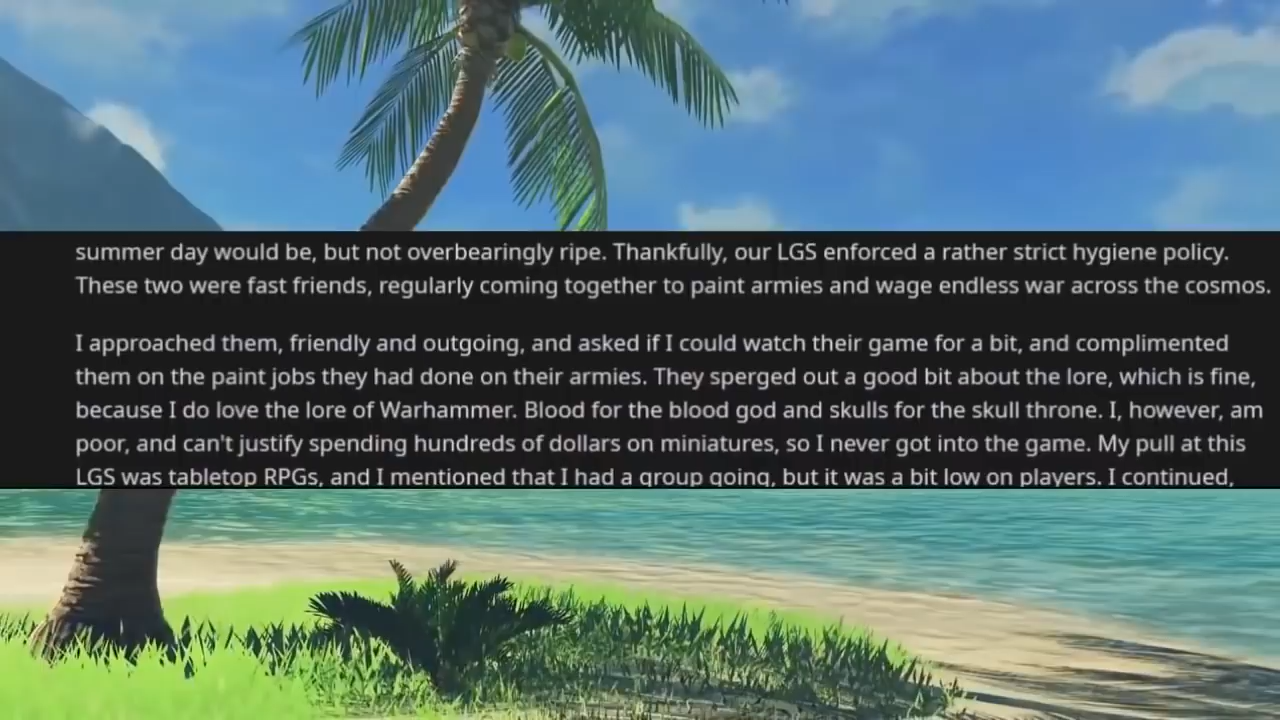 summer day would be, but not overbearingly ripe. Thankfully, our LGS enforced a rather strict hygiene policy.
These two were fast friends, regularly coming together to paint armies and wage endless war across the cosmos.
I approached them, friendly and outgoing, and asked if I could watch their game for a bit, and complimented
them on the paint jobs they had done on their armies. They sperged out a good bit about the lore, which is fine,
because I do love the lore of Warhammer. Blood for the blood god and skulls for the skull throne. I, however, am
poor, and can't justify spending hundreds of dollars on miniatures, so I never got into the game. My pull at this
LGS was tabletop RPGs, and I mentioned that I had a group going, but it was a bit low on players. I continued,